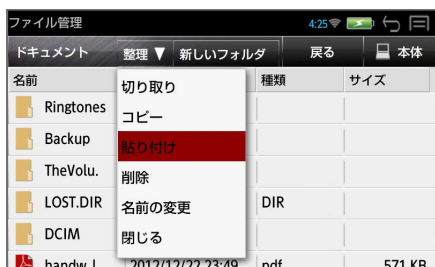 ファイル管理 4:25
ドキュメント 整理 ▼ 新しいフォルダ 戻る 本体
名前 種類 サイズ
切り取り
Ringtones
コピー
Backup
貼り付け
TheVolu.
削除
LOST.DIR 名前の変更 DIR
DCIM 閉じる
handw_l 2012/12/22 23:49 pdf 571 KB